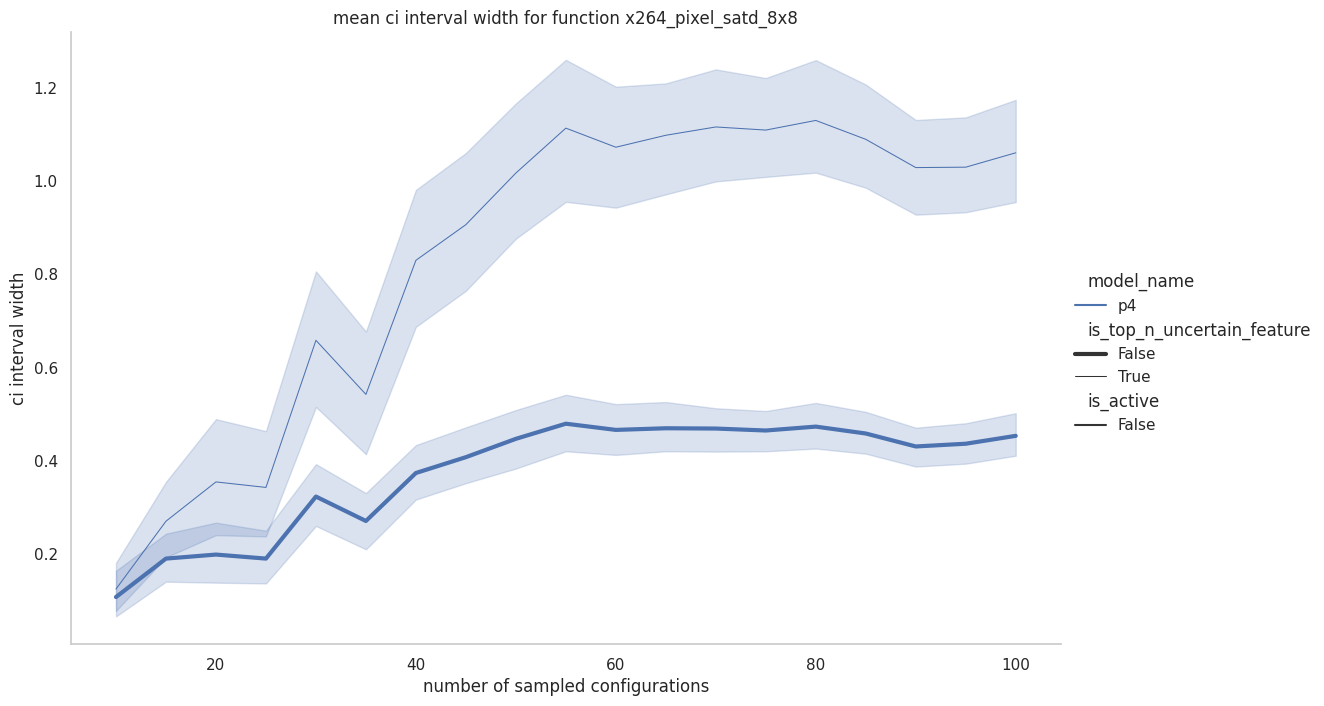 mean ci interval width for function x264_pixel_satd_8x8
ci interval width
1.2
1.0
0.8
0.6
0.4
0.2
20
40
60
80
100
number of sampled configurations
model_name
p4
is_top_n_uncertain_feature
False
True
is_active
False